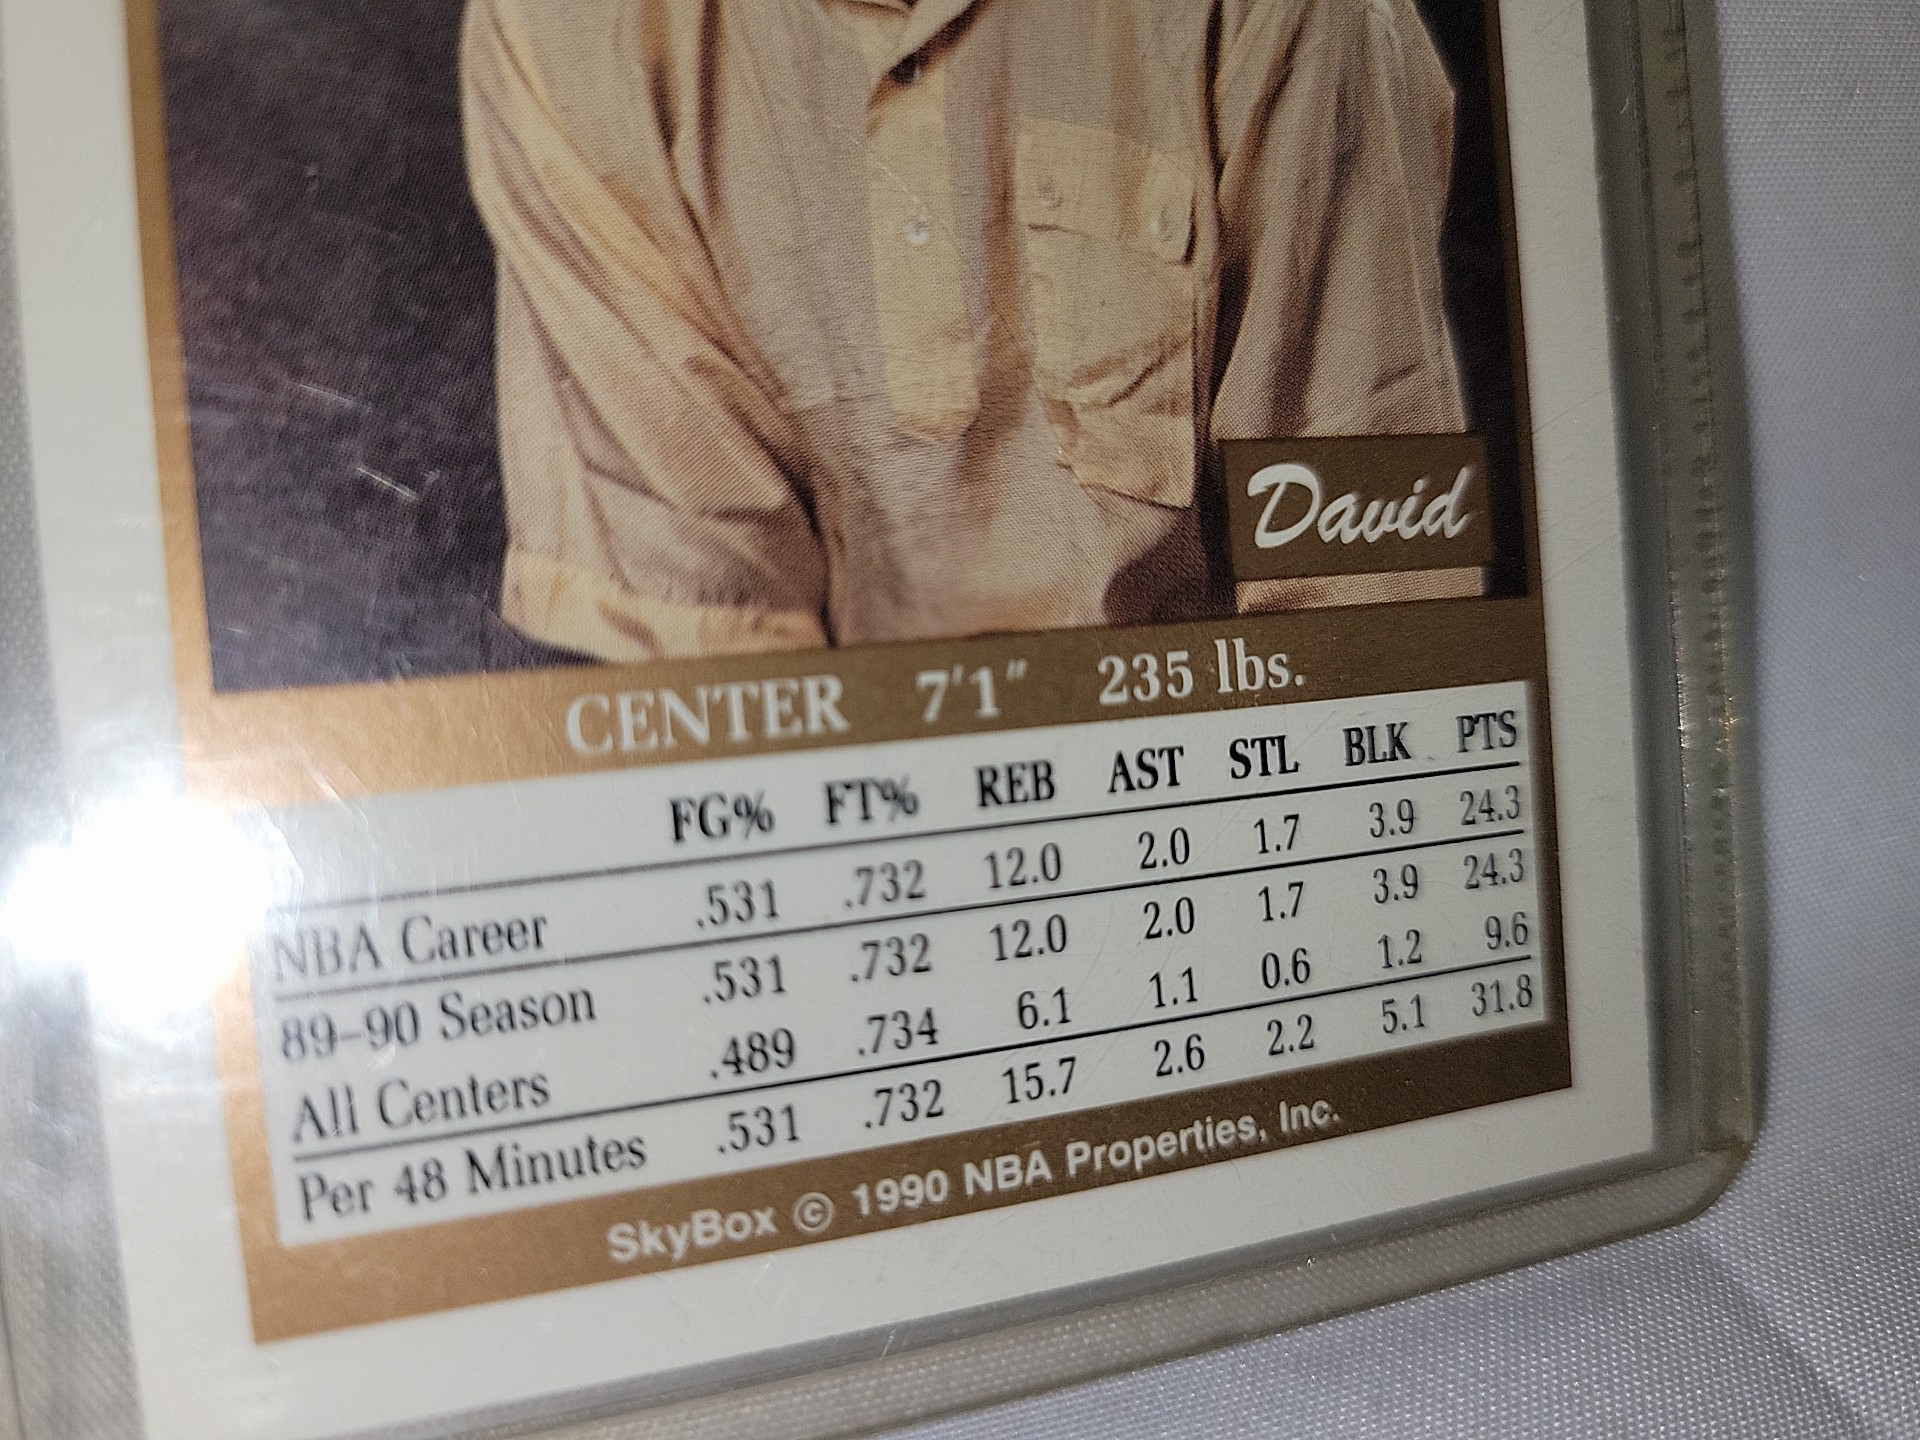 David
CENTER 7'1" 235 lbs.
FG% FT% REB AST STL BLK PTS
NBA Career .531 .732 12.0 2.0 1.7 3.9 24.3
89-90 Season .531 .732 12.0 2.0 1.7 3.9 24.3
All Centers .489 .734 6.1 1.1 0.6 1.2 9.6
Per 48 Minutes .531 .732 15.7 2.6 2.2 5.1 31.8
SkyBox © 1990 NBA Properties, Inc.